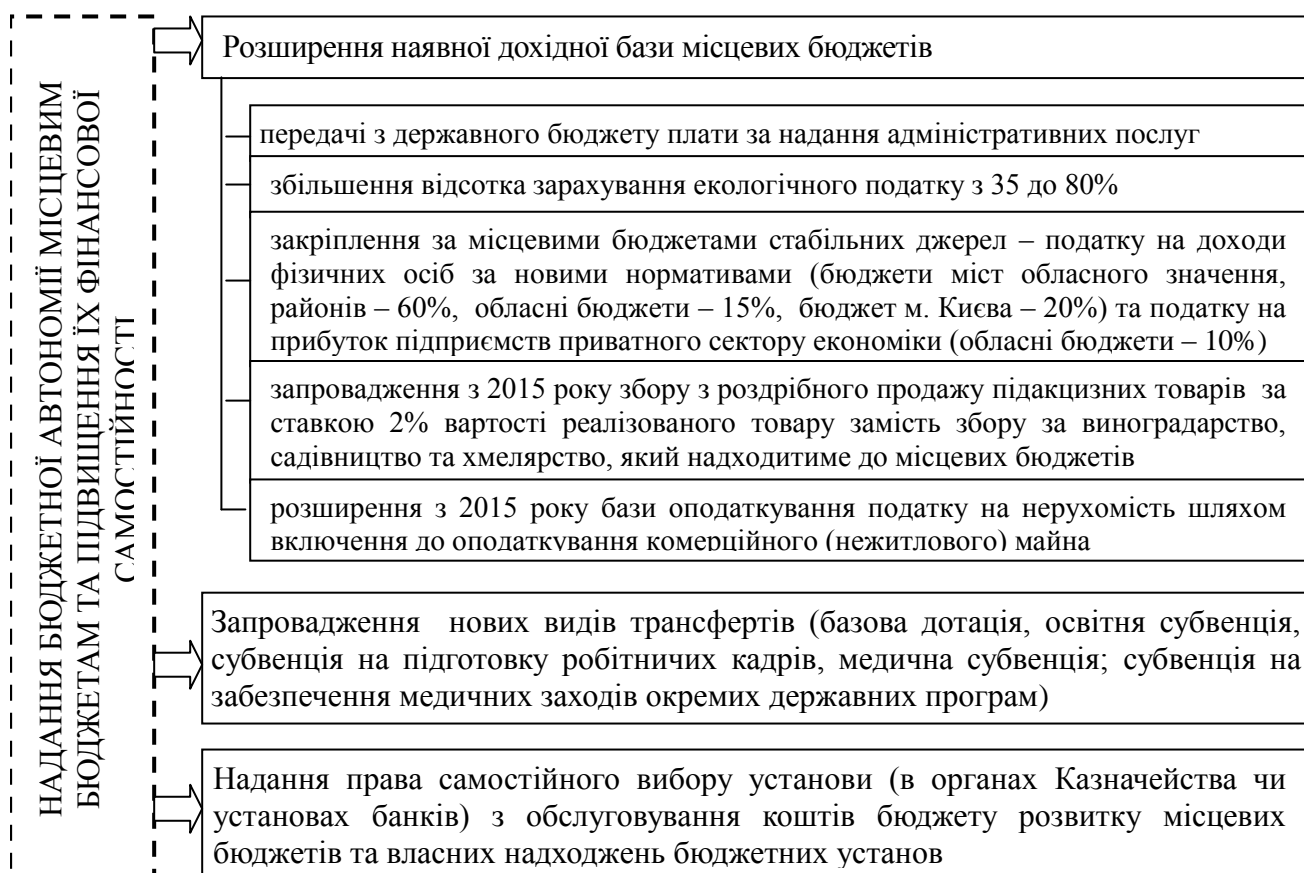 НАДАННЯ БЮДЖЕТНОЇ АВТОНОМІЇ МІСЦЕВИМ
БЮДЖЕТАМ ТА ПІДВИЩЕННЯ ЇХ ФІНАНСОВОЇ
САМОСТІЙНОСТІ
Розширення наявної дохідної бази місцевих бюджетів
передачі з державного бюджету плати за надання адміністративних послуг
збільшення відсотка зарахування екологічного податку з 35 до 80%
закріплення за місцевими бюджетами стабільних джерел – податку на доходи
фізичних осіб за новими нормативами (бюджети міст обласного значення,
районів – 60%, обласні бюджети – 15%, бюджет м. Києва – 20%) та податку на
прибуток підприємств приватного сектору економіки (обласні бюджети – 10%)
запровадження з 2015 року збору з роздрібного продажу підакцизних товарів за
ставкою 2% вартості реалізованого товару замість збору за виноградарство,
садівництво та хмелярство, який надходитиме до місцевих бюджетів
розширення з 2015 року бази оподаткування податку на нерухомість шляхом
включення до оподаткування комерційного (нежитлового) майна
Запровадження нових видів трансфертів (базова дотація, освітня субвенція,
субвенція на підготовку робітничих кадрів, медична субвенція; субвенція на
забезпечення медичних заходів окремих державних програм)
Надання права самостійного вибору установи (в органах Казначейства чи
установах банків) з обслуговування коштів бюджету розвитку місцевих
бюджетів та власних надходжень бюджетних установ